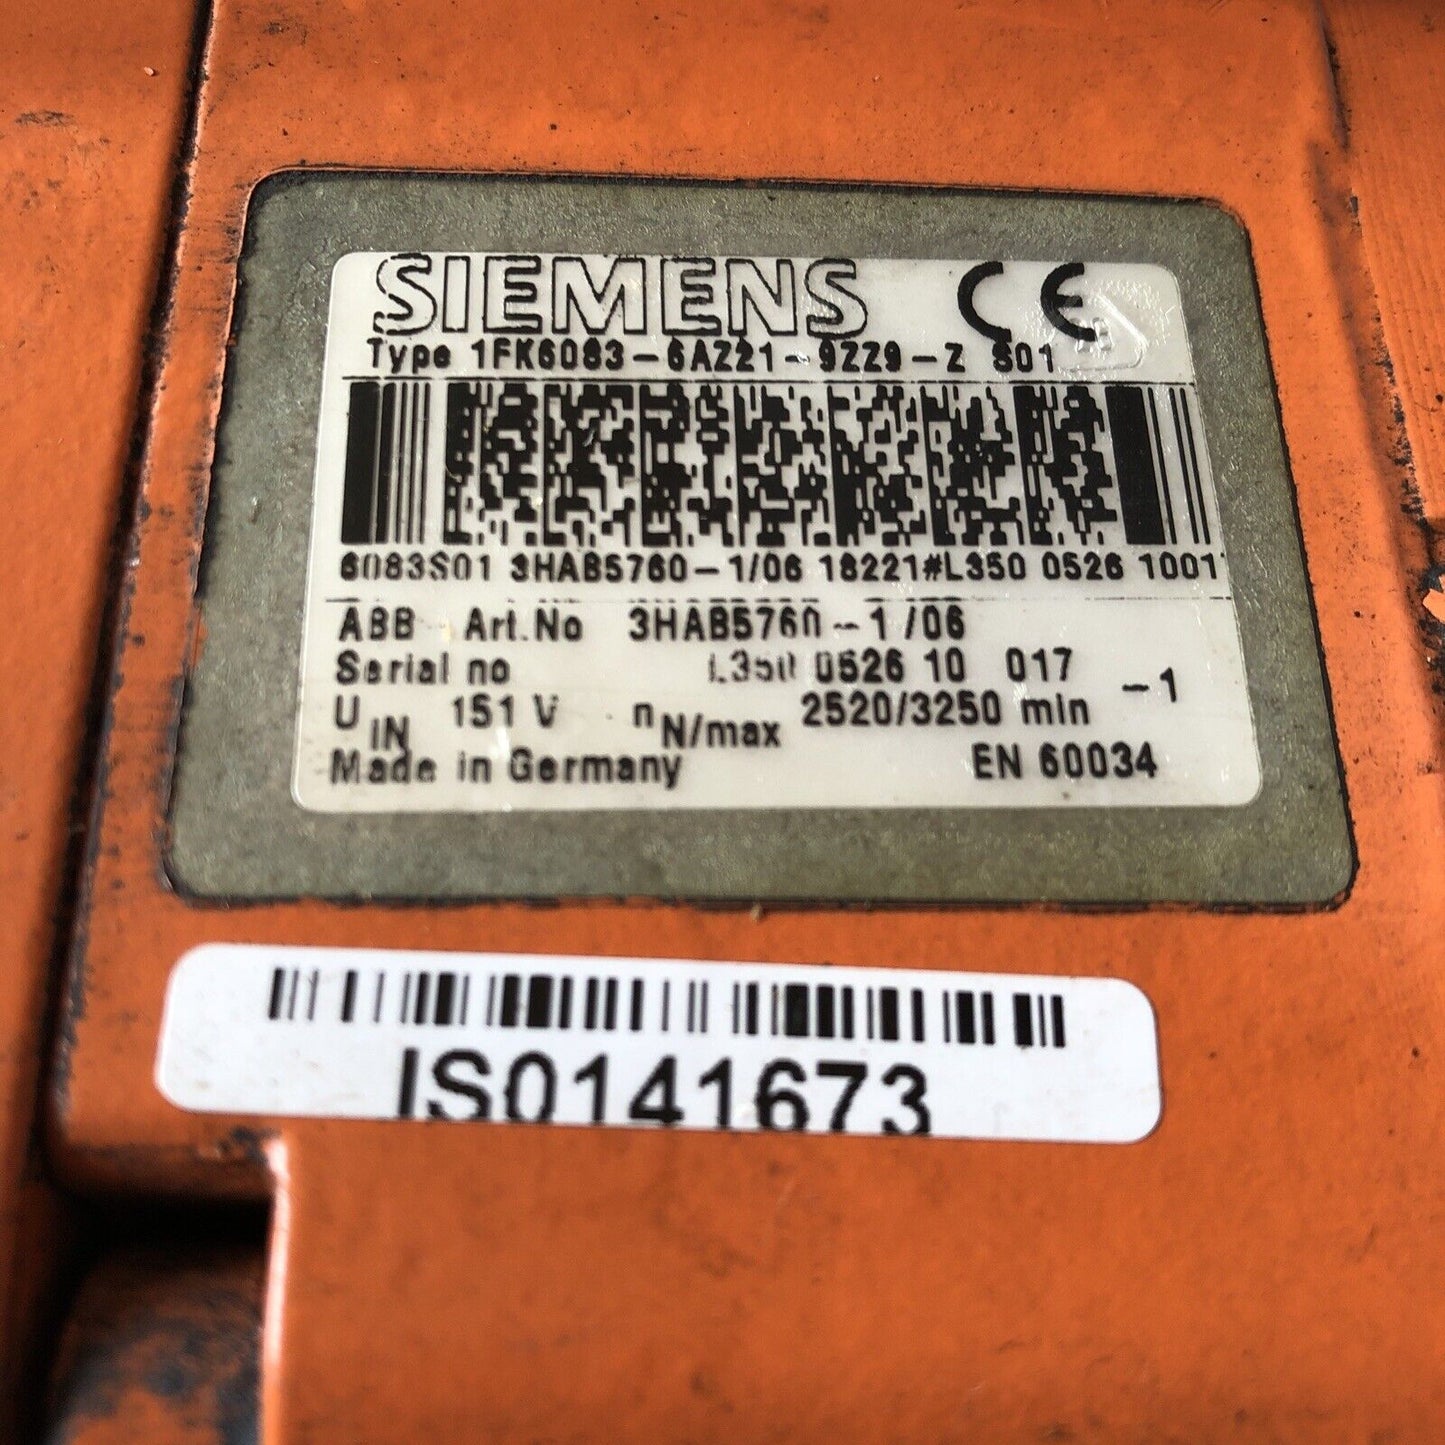 SIEMENS CE
Type 1FK6083-6AZ21-9ZZ9-Z S01
6083S01 3HAB5760-1/06 18221#L350 0526 1001
ABB Art.No 3HAB5760-1/06
Serial no L350 0526 10 017
U IN 151 V n N/max 2520/3250 min -1
Made in Germany EN 60034
IS0141673